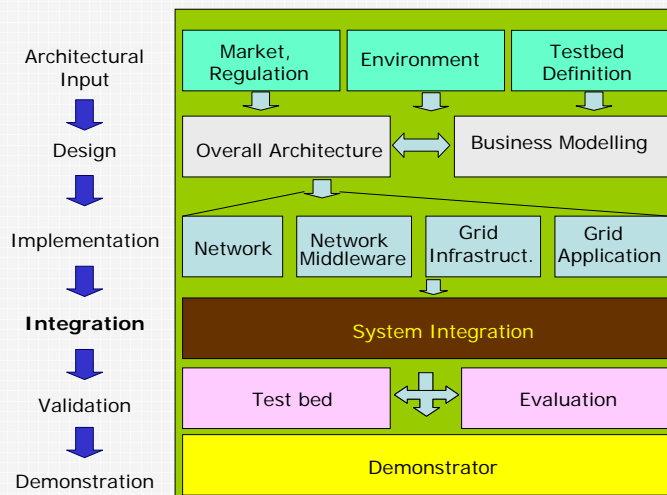 Architectural
Input
Market,
Regulation
Environment
Testbed
Definition
Design
Overall Architecture
Business Modelling
Implementation
Network
Network
Middleware
Grid
Infrastruct.
Grid
Application
Integration
System Integration
Validation
Test bed
Evaluation
Demonstration
Demonstrator